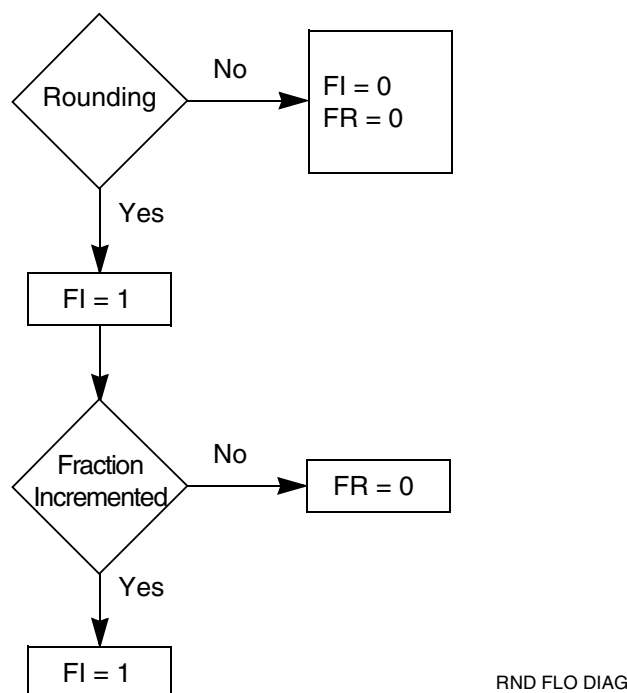 Rounding
No
FI = 0
FR = 0
Yes
FI = 1
Fraction
Incremented
No
FR = 0
Yes
FI = 1
RND FLO DIAG